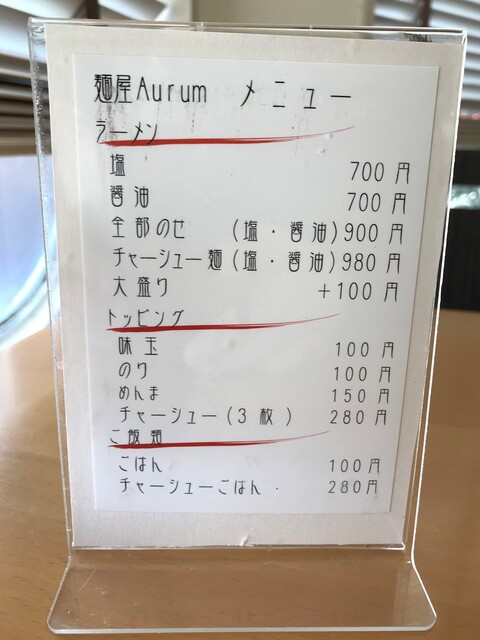 麺屋Aurum メニュー
ラーメン
塩 700円
醤油 700円
全部のせ (塩・醤油)900円
チャーシュー麺(塩・醤油)980円
大盛り +100円
トッピング
味玉 100円
のり 100円
めんま 150円
チャーシュー(3枚) 280円
ご飯類
ごはん 100円
チャーシューごはん · 280円